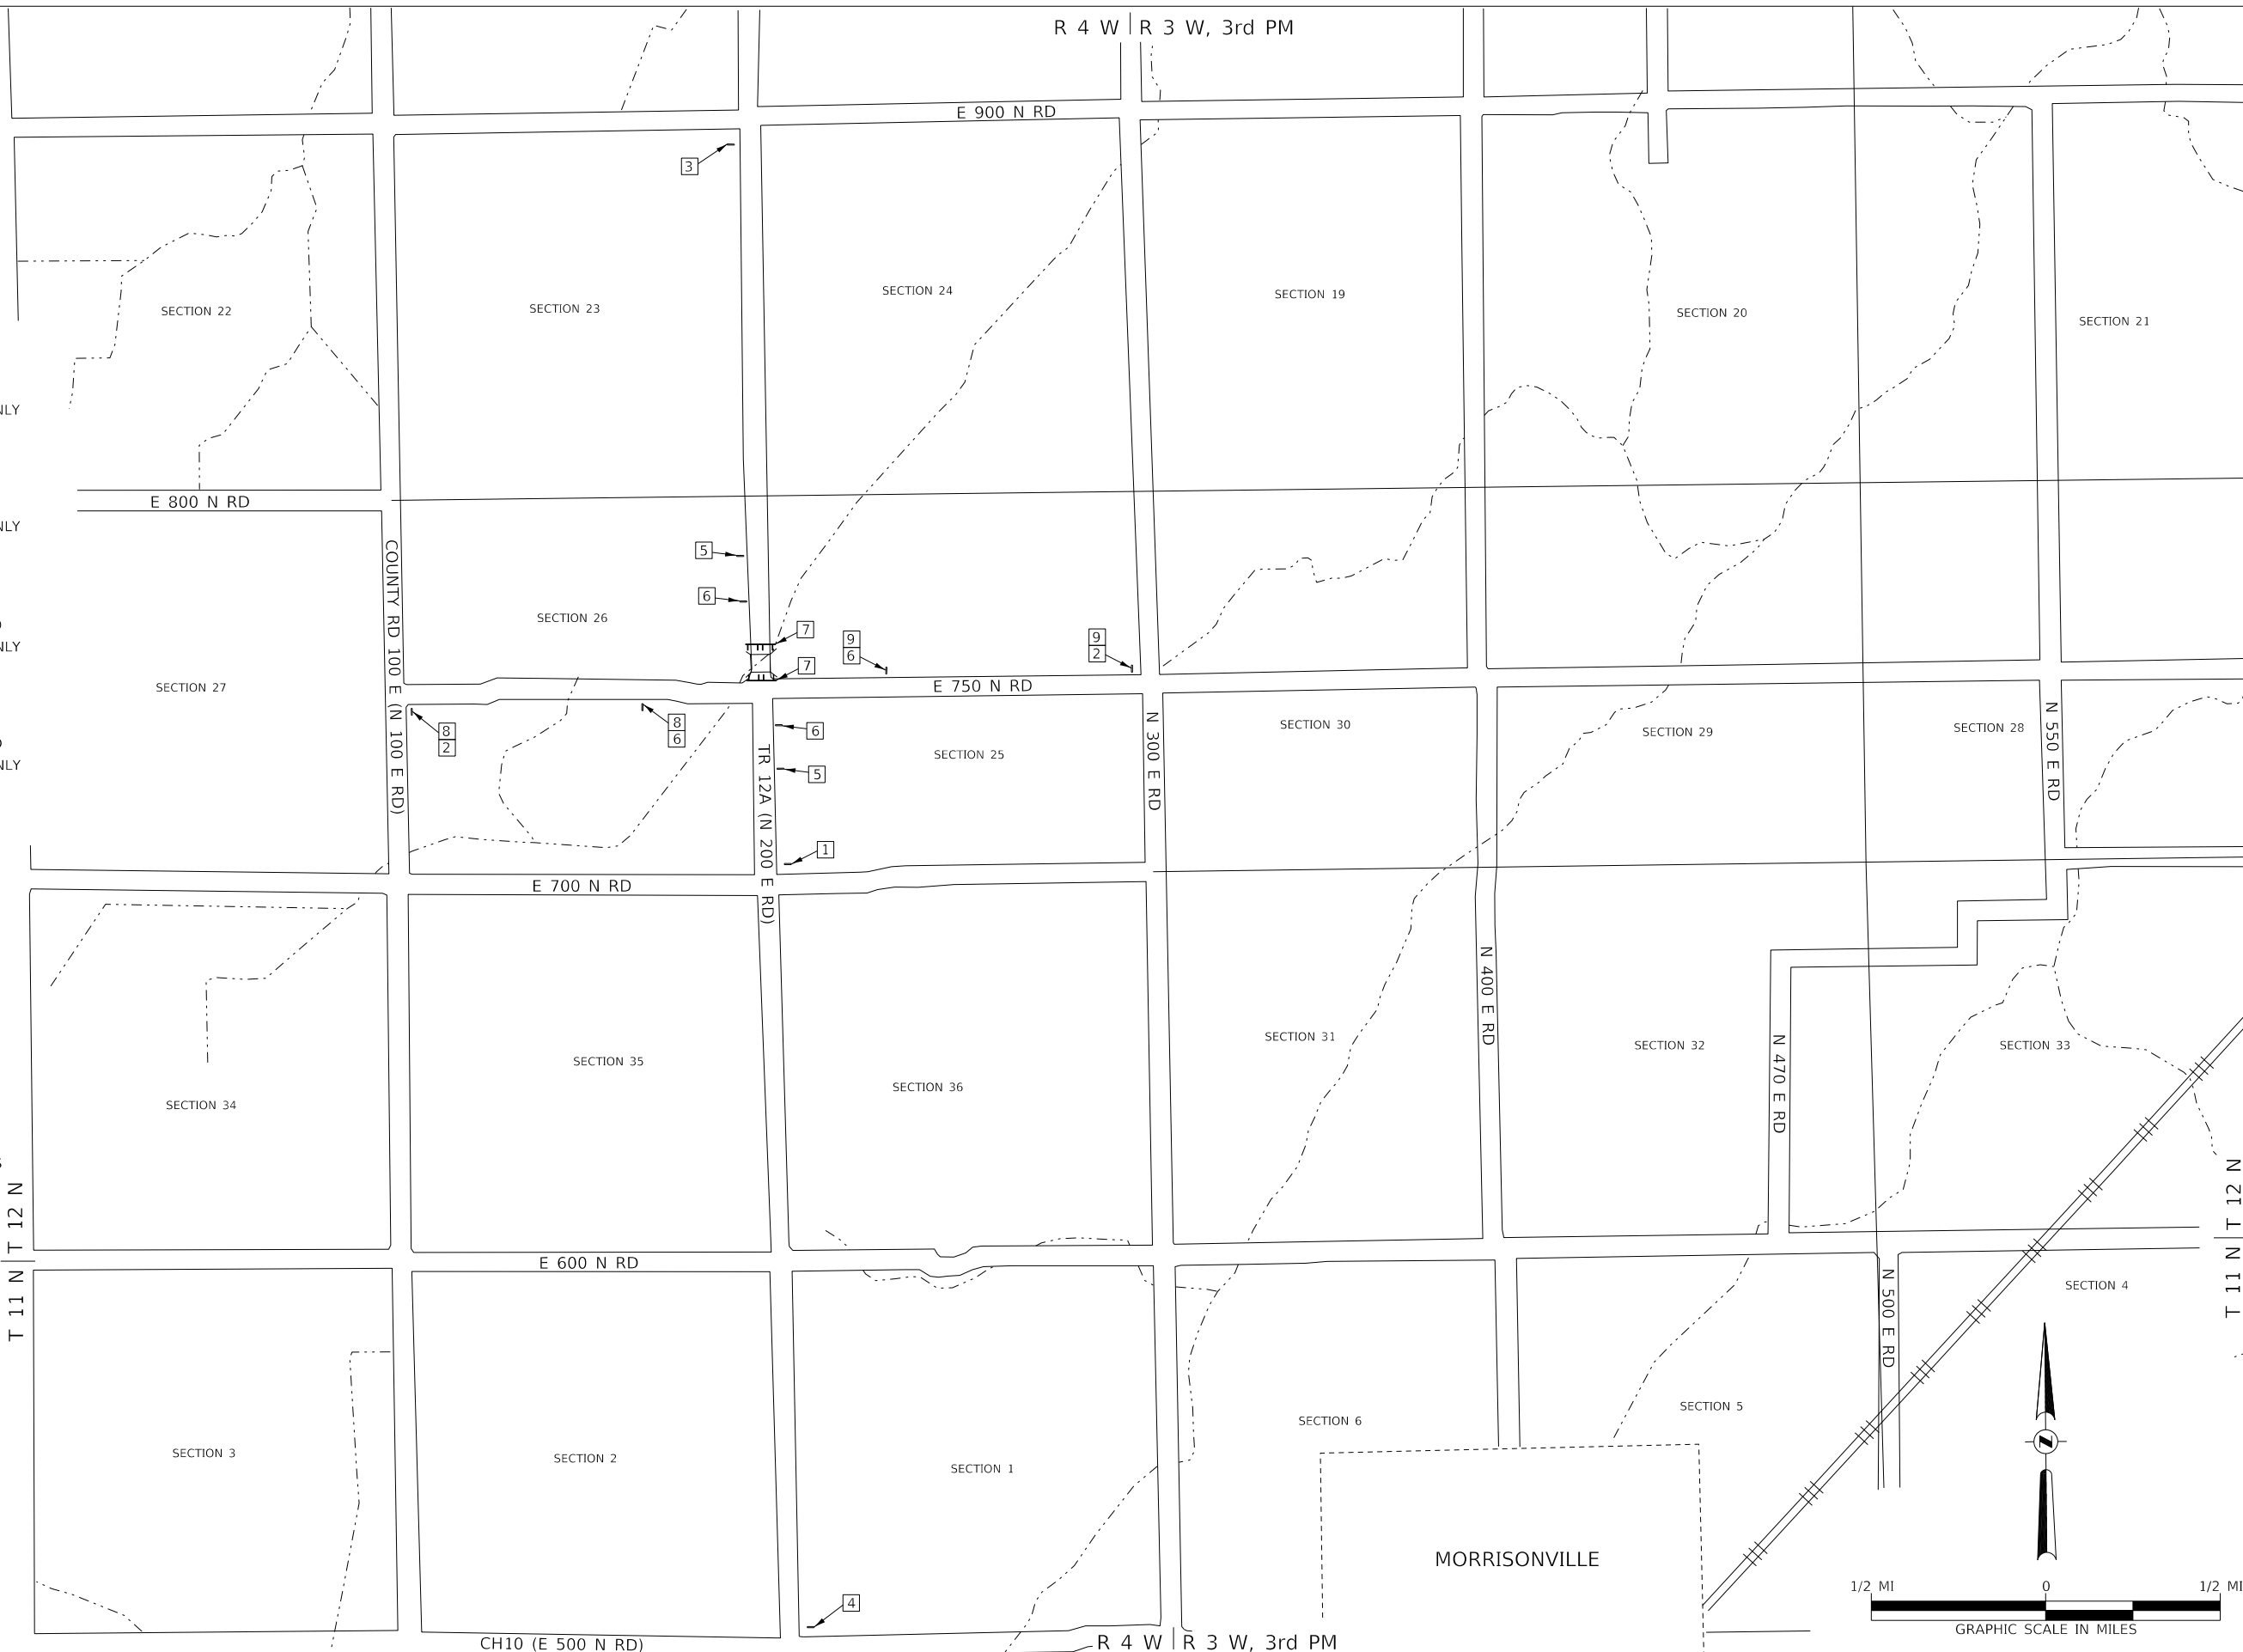 R 4 W R 3 W, 3rd PM
E 900 N RD
3
SECTION 24
SECTION 19
SECTION 23
SECTION 22
SECTION 20
SECTION 21
NLY
E 800 N RD
NLY
COUNTY RD 100 E (N 100 E RD)
5
6
SECTION 26
7
9
6
9
2
NLY
7
SECTION 27
E 750 N RD
8
2
8
6
6
SECTION 30
SECTION 29
SECTION 28
N 550 E RD
N 300 E RD
SECTION 25
NLY
5
TR 12A (N 200 E RD)
1
E 700 N RD
N 400 E RD
SECTION 31
SECTION 32
N 470 E RD
SECTION 33
SECTION 35
SECTION 36
SECTION 34
T 12 N
T 11 N
T 12 N
T 11 N
E 600 N RD
N 500 E RD
SECTION 4
SECTION 5
SECTION 6
SECTION 3
SECTION 2
SECTION 1
MORRISONVILLE
1/2 MI 0 1/2 MI
GRAPHIC SCALE IN MILES
4
CH10 (E 500 N RD)
R 4 W R 3 W, 3rd PM
N